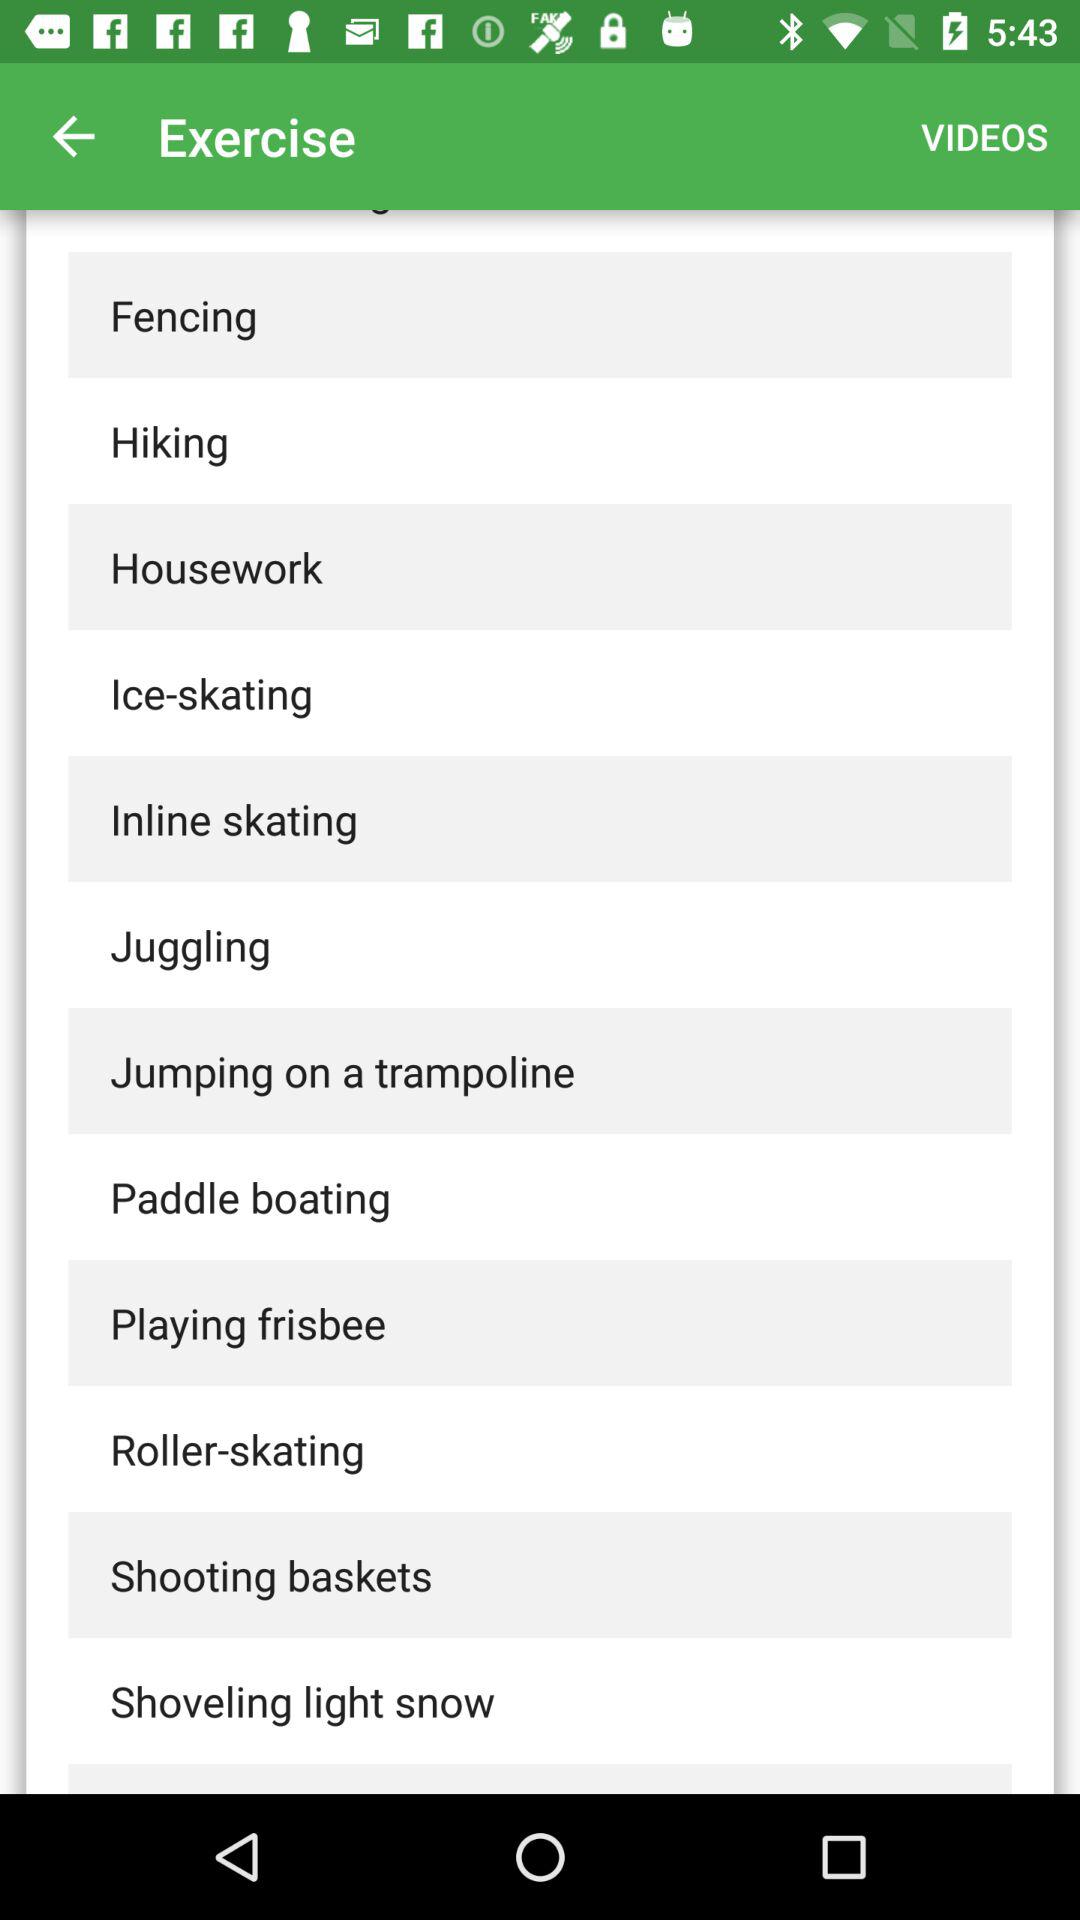 FAKE
5:43
Exercise
VIDEOS
Fencing
Hiking
Housework
Ice-skating
Inline skating
Juggling
Jumping on a trampoline
Paddle boating
Playing frisbee
Roller-skating
Shooting baskets
Shoveling light snow